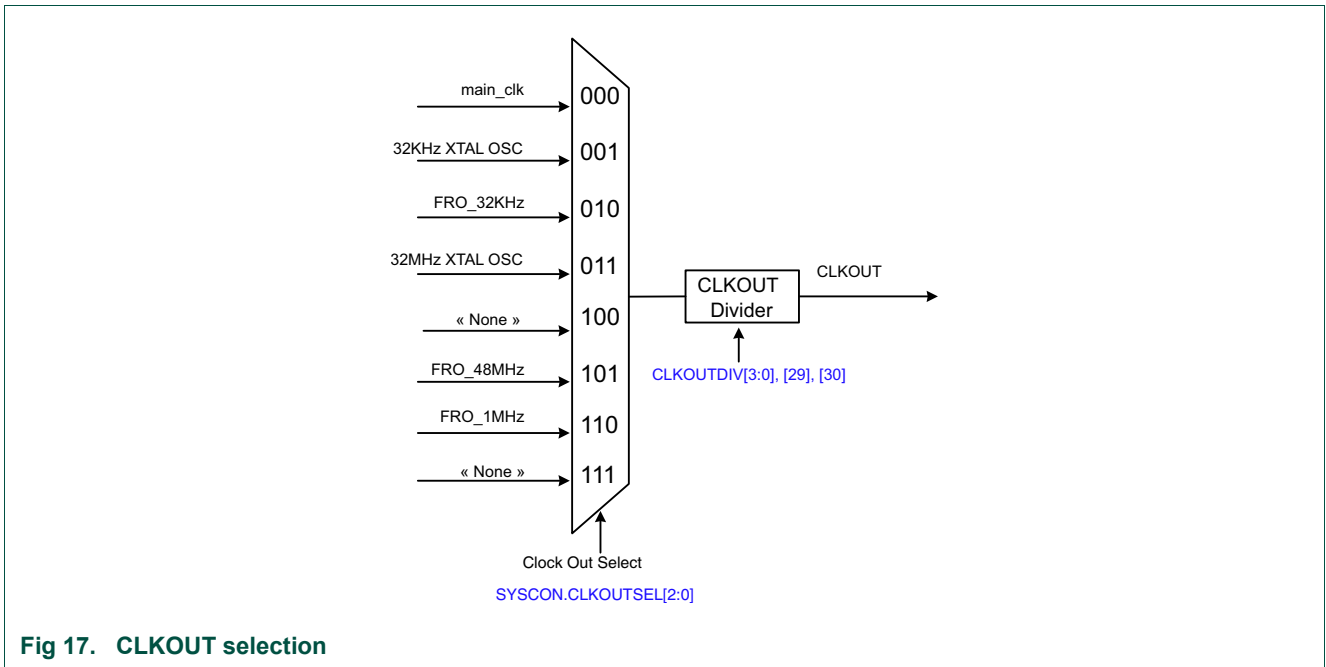 main_clk
000
32KHz XTAL OSC
001
FRO_32KHz
010
32MHz XTAL OSC
011
« None »
100
FRO_48MHz
101
FRO_1MHz
110
« None »
111
Clock Out Select
SYSCON.CLKOUTSEL[2:0]
CLKOUT
Divider
CLKOUT
CLKOUTDIV[3:0], [29], [30]
Fig 17. CLKOUT selection